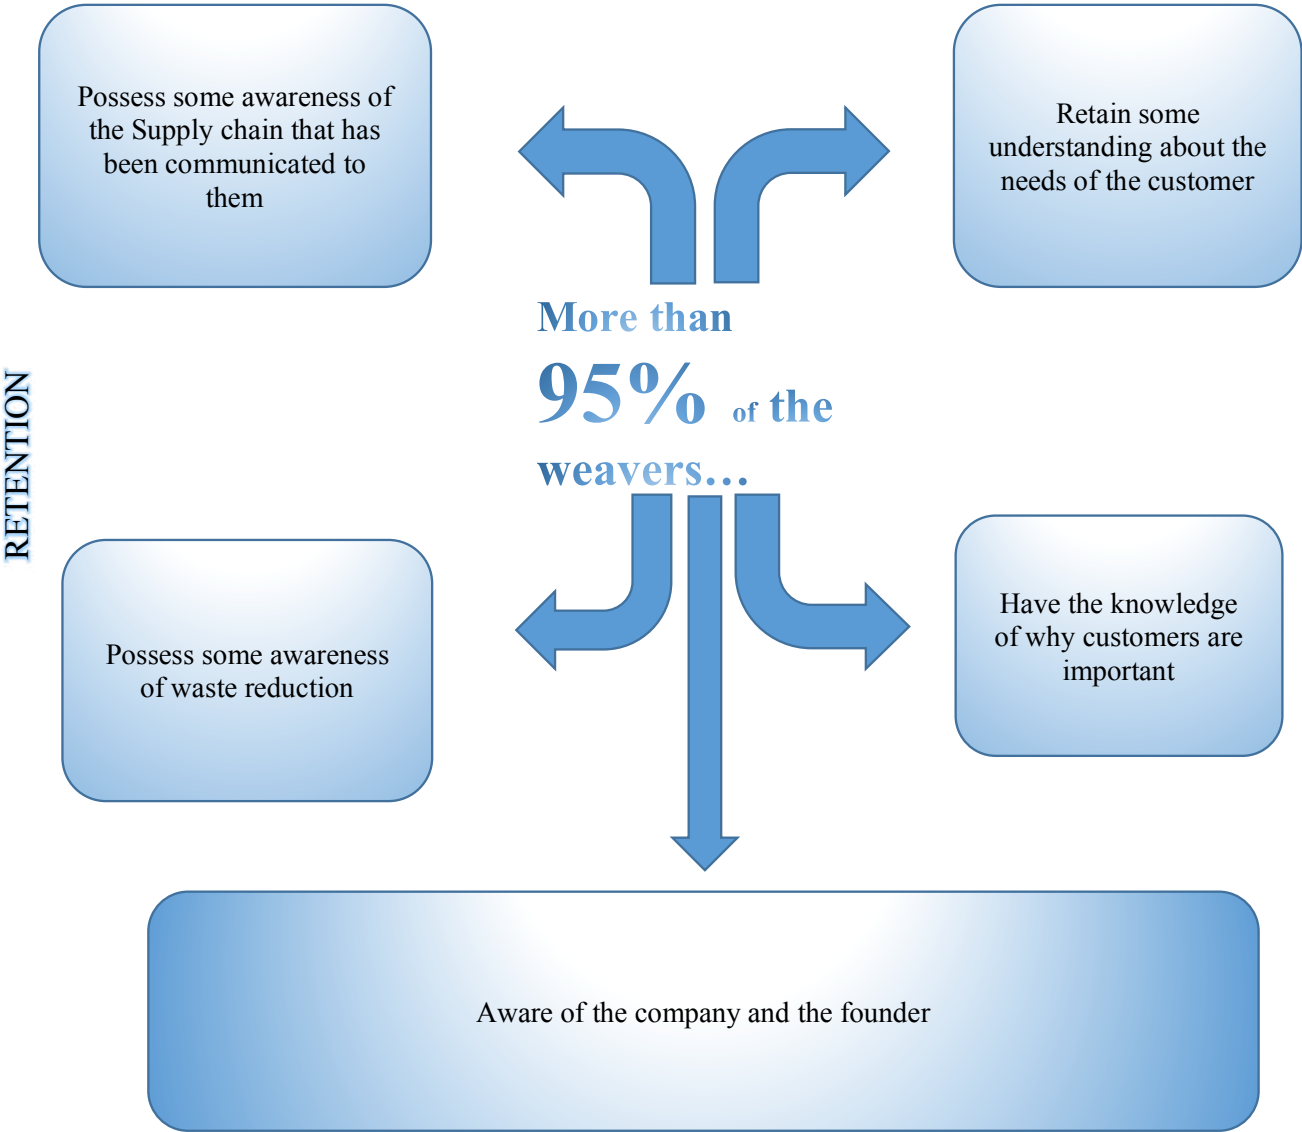 Possess some awareness of
the Supply chain that has
been communicated to
them
Retain some
understanding about the
needs of the customer
More than
95% of the
weavers…
RETENTION
Possess some awareness
of waste reduction
Have the knowledge
of why customers are
important
Aware of the company and the founder